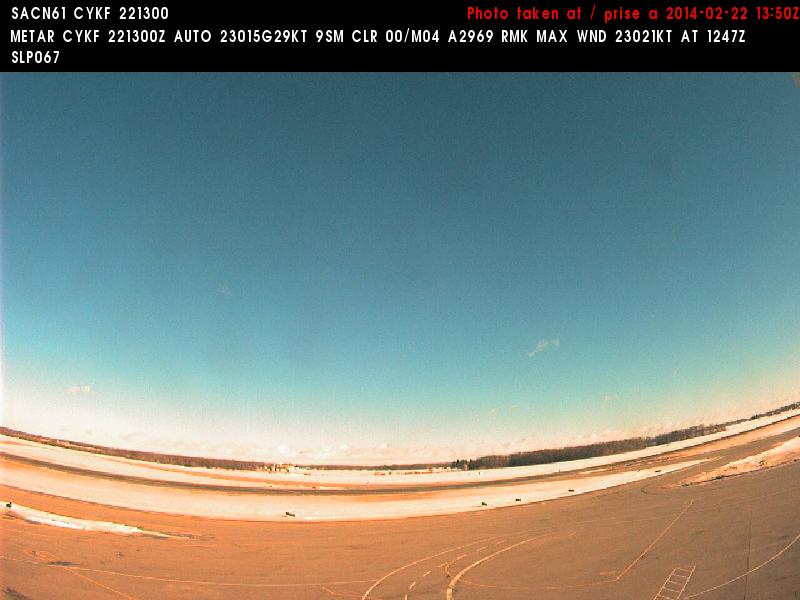 SACN61 CYKF 221300
Photo taken at / prise a 2014-02-22 13:50Z
METAR CYKF 221300Z AUTO 23015G29KT 9SM CLR 00/M04 A2969 RMK MAX WND 23021KT AT 1247Z
SLP067